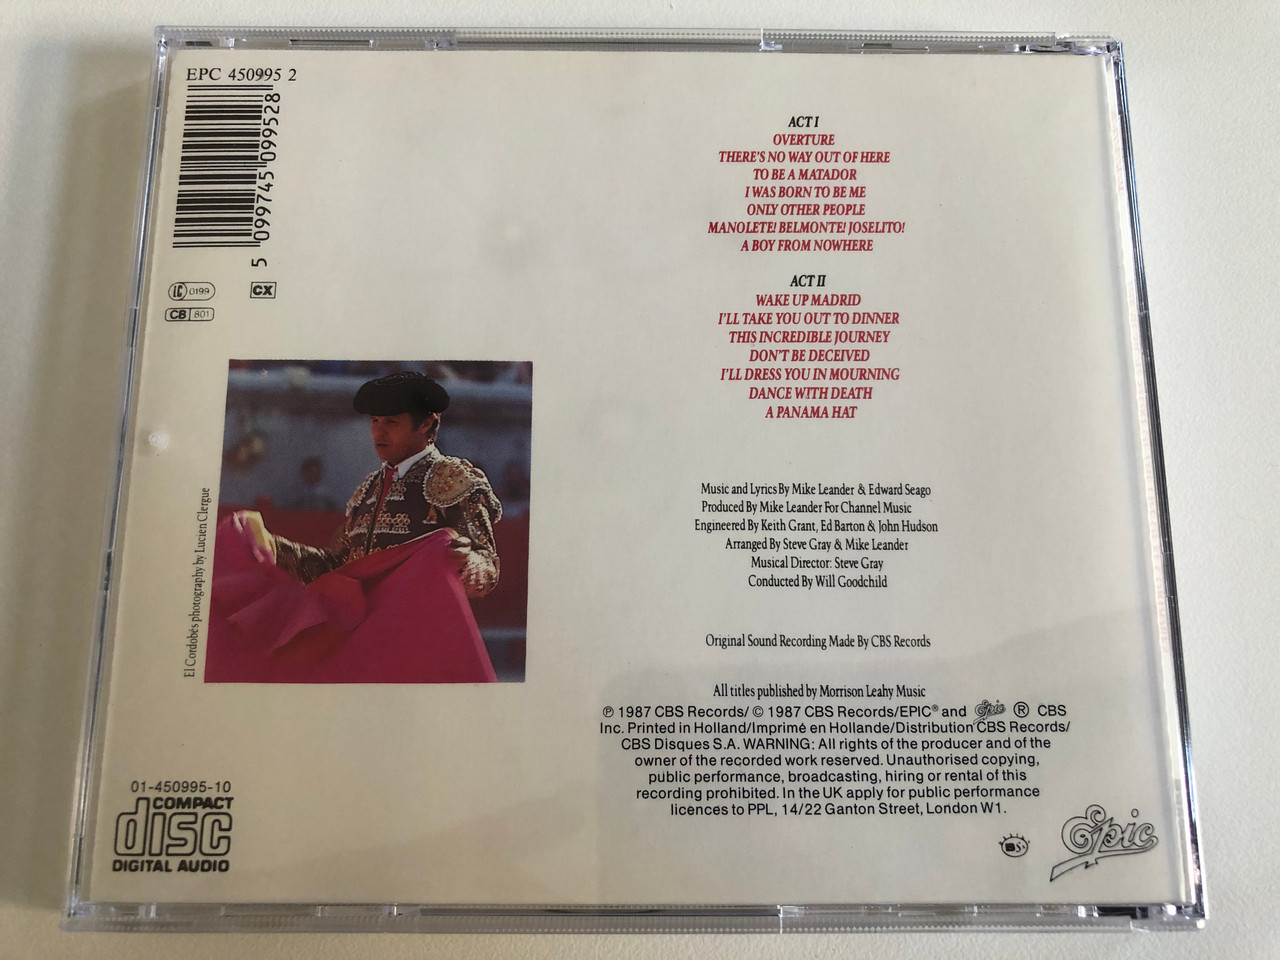 EPC 450995 2
5 099745 099528
LC 0199
CX
CB 801
ACT I
OVERTURE
THERE'S NO WAY OUT OF HERE
TO BE A MATADOR
I WAS BORN TO BE ME
ONLY OTHER PEOPLE
MANOLETE! BELMONTE! JOSELITO!
A BOY FROM NOWHERE
ACT II
WAKE UP MADRID
I'LL TAKE YOU OUT TO DINNER
THIS INCREDIBLE JOURNEY
DON'T BE DECEIVED
I'LL DRESS YOU IN MOURNING
DANCE WITH DEATH
A PANAMA HAT
El Cordobés photography by Lucien Clergue
Music and Lyrics By Mike Leander & Edward Seago
Produced By Mike Leander For Channel Music
Engineered By Keith Grant, Ed Barton & John Hudson
Arranged By Steve Gray & Mike Leander
Musical Director: Steve Gray
Conducted By Will Goodchild
Original Sound Recording Made By CBS Records
All titles published by Morrison Leahy Music
℗ 1987 CBS Records/ © 1987 CBS Records/EPIC® and Epic ® CBS
Inc. Printed in Holland/Imprimé en Hollande/Distribution CBS Records/
CBS Disques S.A. WARNING: All rights of the producer and of the
owner of the recorded work reserved. Unauthorised copying,
public performance, broadcasting, hiring or rental of this
recording prohibited. In the UK apply for public performance
licences to PPL, 14/22 Ganton Street, London W1.
01-450995-10
COMPACT
disc
DIGITAL AUDIO
Epic